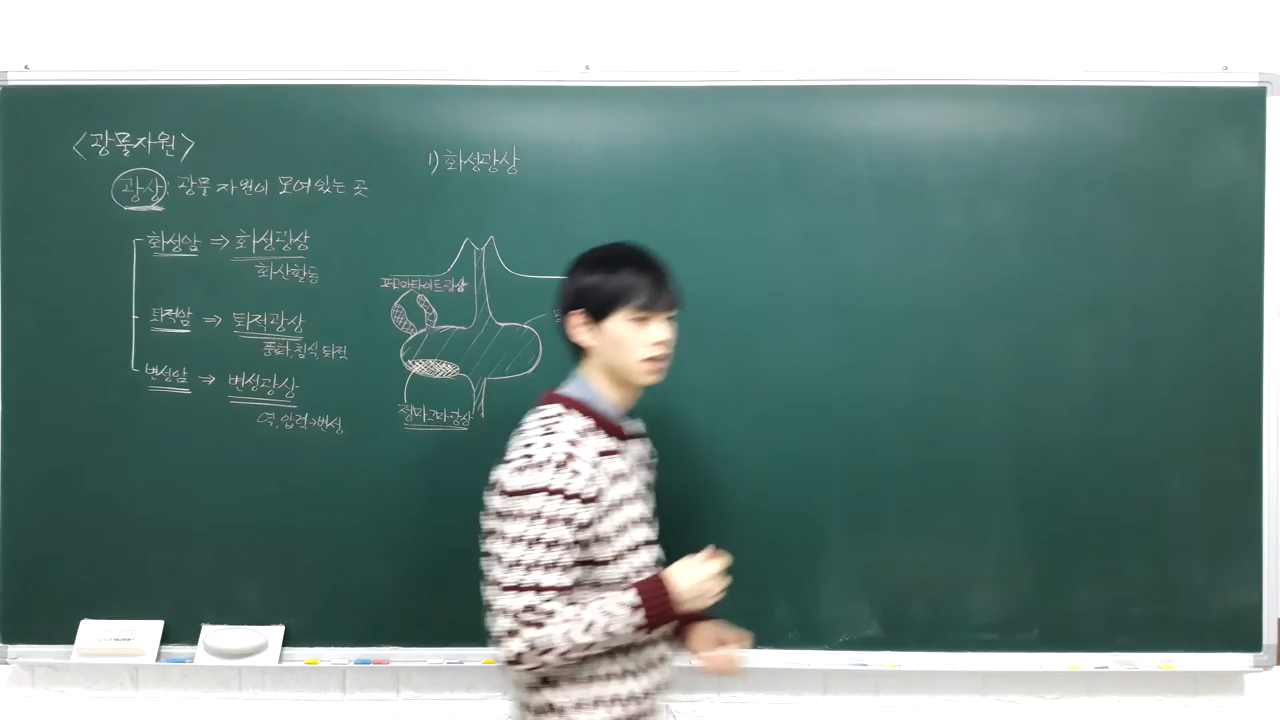 <광물자원>
광상: 광물 자원이 모여있는 곳
화성암 ⇒ 화성광상
화산활동
퇴적암 ⇒ 퇴적광상
풍화, 침식, 퇴적
변성암 ⇒ 변성광상
열, 압력→변성
1) 화성광상
페그마타이트광상
정마그마광상